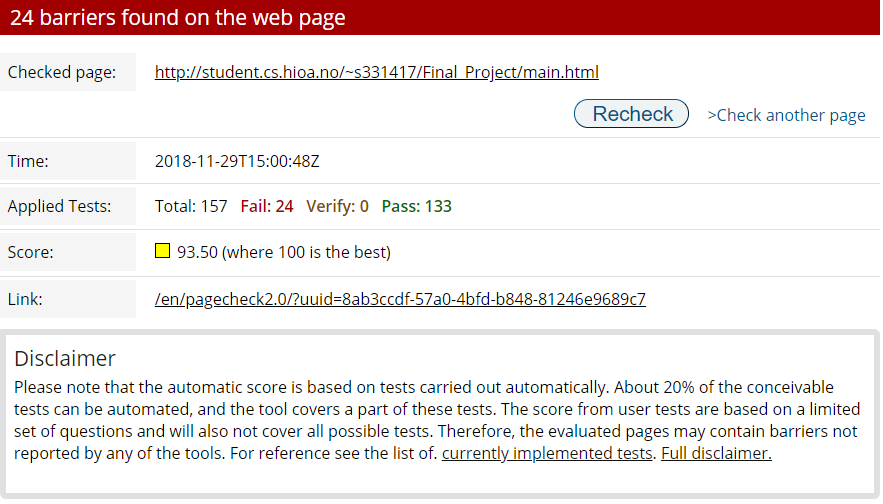 24 barriers found on the web page
Checked page: http://student.cs.hioa.no/~s331417/Final_Project/main.html
Recheck >Check another page
Time: 2018-11-29T15:00:48Z
Applied Tests: Total: 157 Fail: 24 Verify: 0 Pass: 133
Score: 93.50 (where 100 is the best)
Link: /en/pagecheck2.0/?uuid=8ab3ccdf-57a0-4bfd-b848-81246e9689c7
Disclaimer
Please note that the automatic score is based on tests carried out automatically. About 20% of the conceivable
tests can be automated, and the tool covers a part of these tests. The score from user tests are based on a limited
set of questions and will also not cover all possible tests. Therefore, the evaluated pages may contain barriers not
reported by any of the tools. For reference see the list of. currently implemented tests. Full disclaimer.